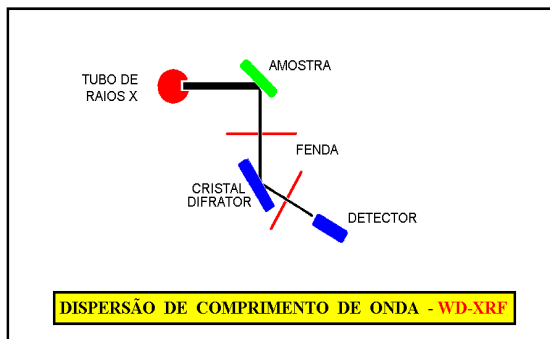 AMOSTRA
TUBO DE
RAIOS X
FENDA
CRISTAL
DIFRATOR
DETECTOR
DISPERSÃO DE COMPRIMENTO DE ONDA - WD-XRF